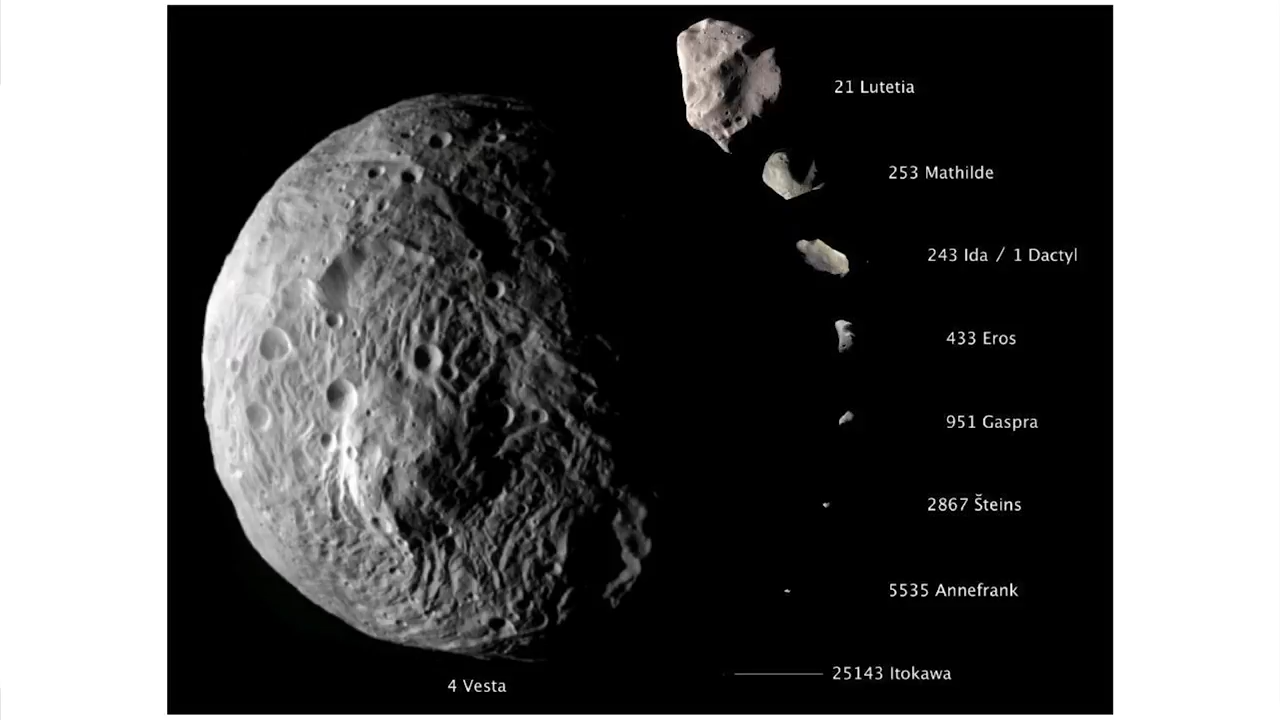 21 Lutetia
253 Mathilde
243 Ida / 1 Dactyl
433 Eros
951 Gaspra
2867 Šteins
5535 Annefrank
25143 Itokawa
4 Vesta